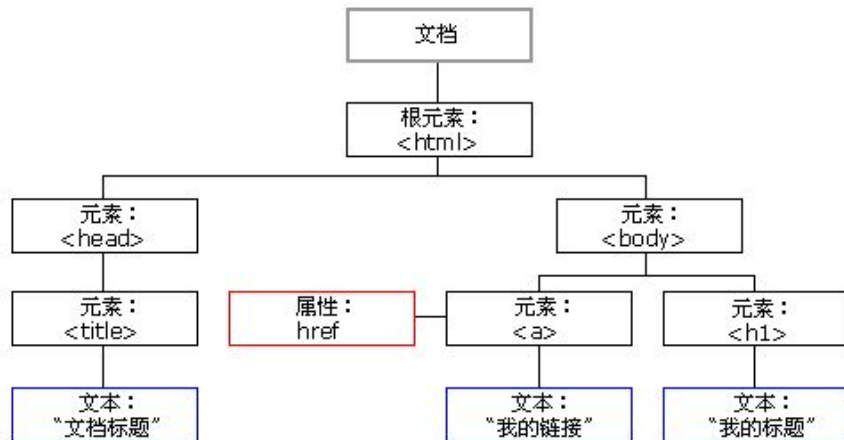 文档
根元素：
<html>
元素：
<head>
元素：
<body>
元素：
<title>
属性：
href
元素：
<a>
元素：
<h1>
文本：
"文档标题"
文本：
"我的链接"
文本：
"我的标题"